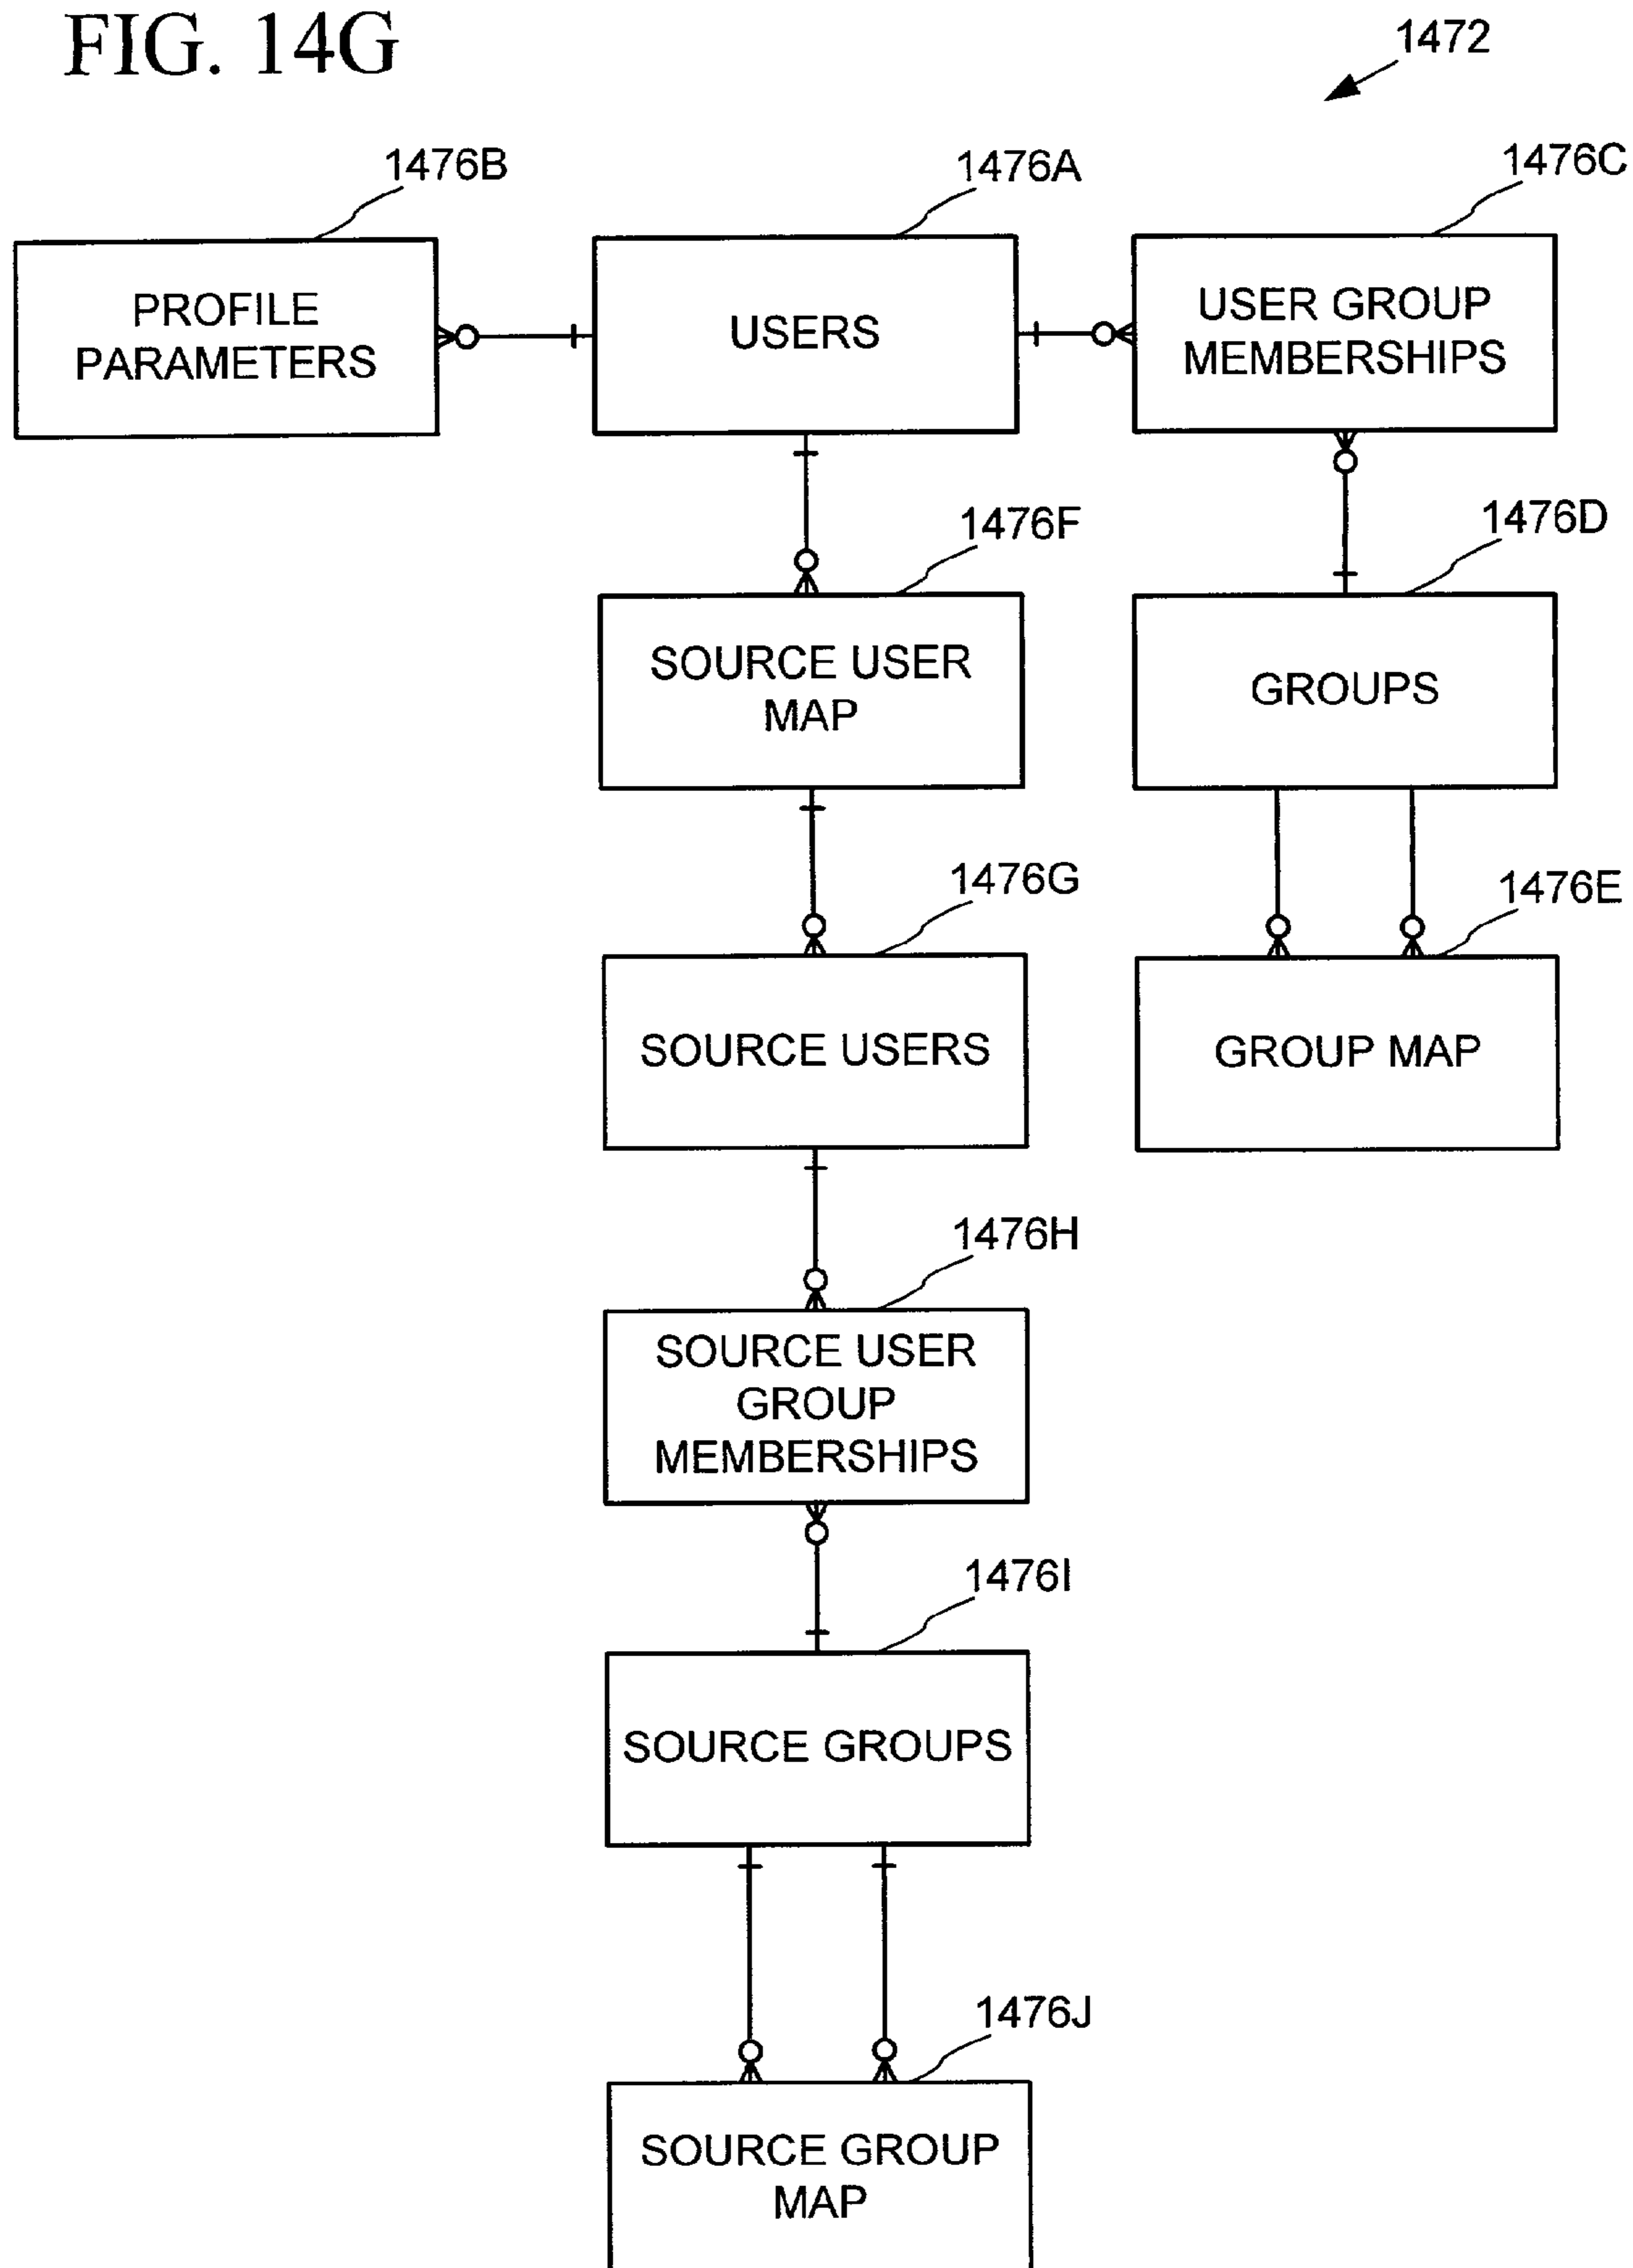 FIG. 14G
1472
1476B
1476A
1476C
PROFILE
PARAMETERS
USERS
USER GROUP
MEMBERSHIPS
1476F
1476D
SOURCE USER
MAP
GROUPS
1476G
1476E
SOURCE USERS
GROUP MAP
1476H
SOURCE USER
GROUP
MEMBERSHIPS
1476I
SOURCE GROUPS
1476J
SOURCE GROUP
MAP